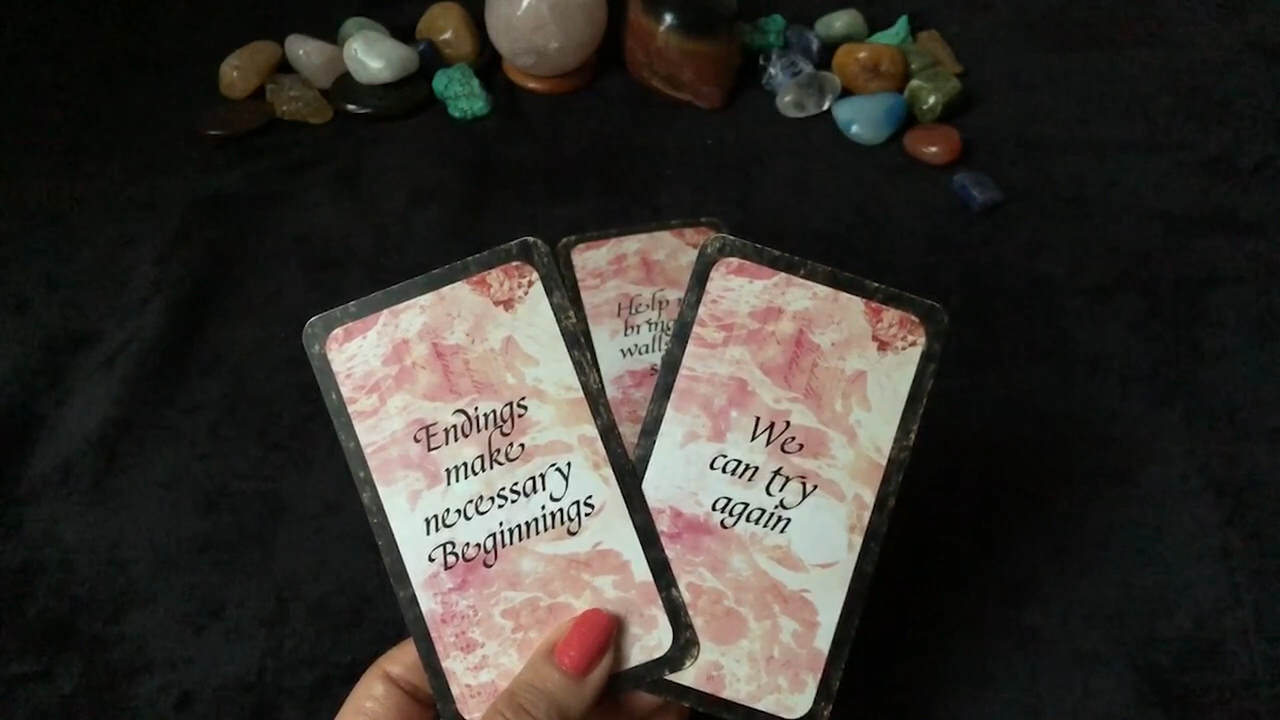 Endings
make
necessary
Beginnings
Help
bring
walls
We
can try
again